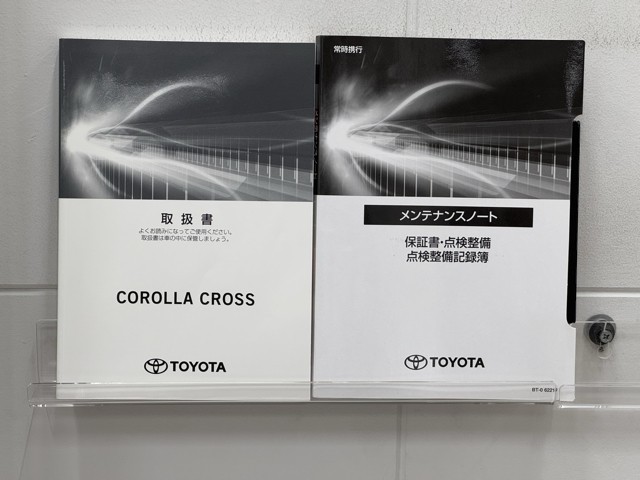 取扱書
よくお読みになってご使用ください。
取扱書は車の中に保管しましょう。
COROLLA CROSS
TOYOTA
常時携行
メンテナンスノート
保証書・点検整備
点検整備記録簿
TOYOTA